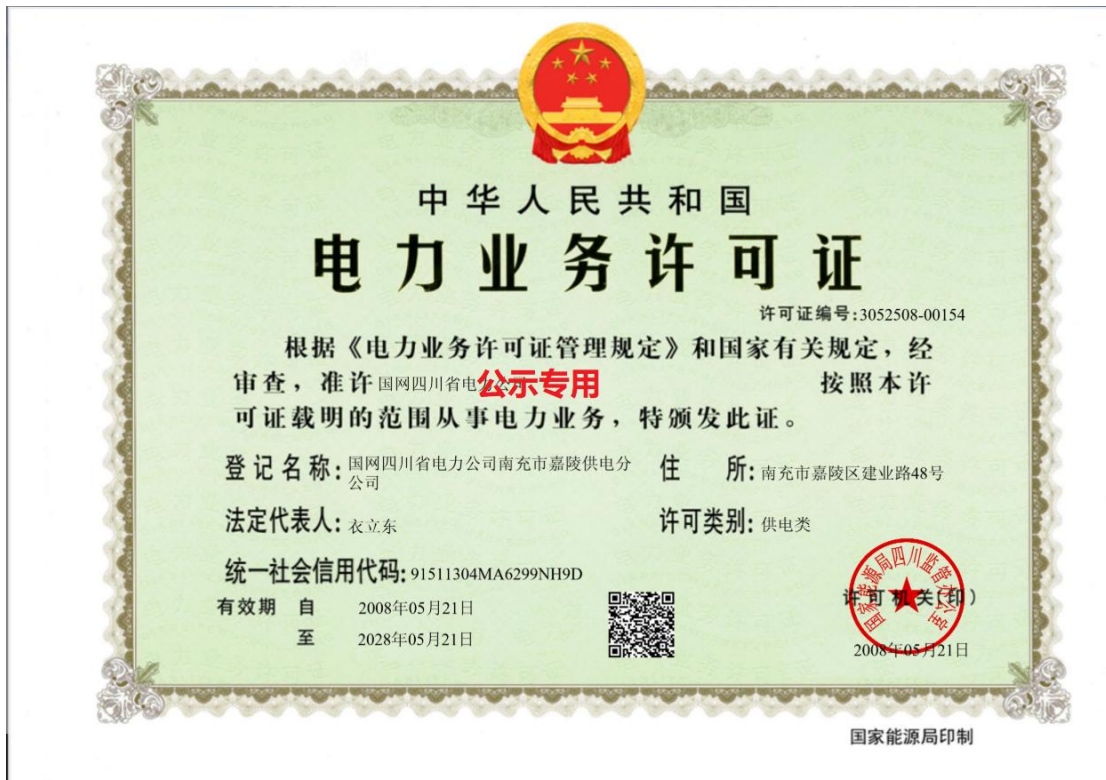 中华人民共和国
电力业务许可证
许可证编号:3052508-00154
根据《电力业务许可证管理规定》和国家有关规定，经
审查，准许 国网四川省电力公司 按照本许
公示专用
可证载明的范围从事电力业务，特颁发此证。
登记名称: 国网四川省电力公司南充市嘉陵供电分
公司
住 所: 南充市嘉陵区建业路48号
法定代表人: 衣立东
许可类别: 供电类
统一社会信用代码: 91511304MA6299NH9D
有效期 自 2008年05月21日
至 2028年05月21日
国家能源局四川监管办公室
许可机关(印)
2008年05月21日
国家能源局印制